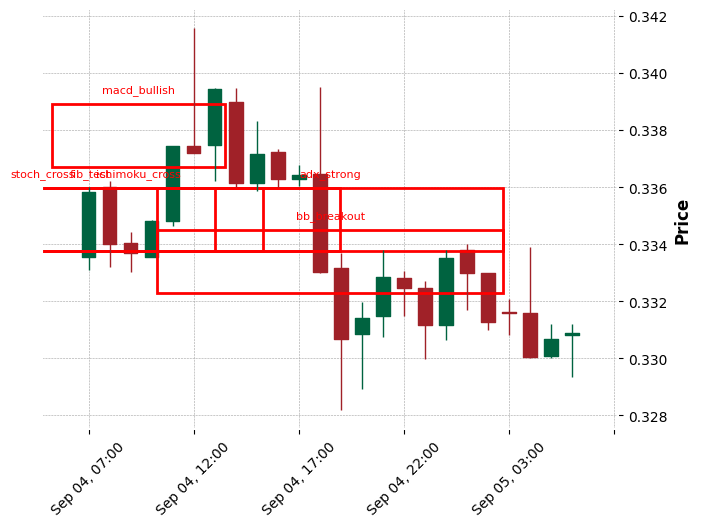 0.342
0.340
macd_bullish
0.338
stoch_cross
fib_test
ichimoku_cross
adx_strong
0.336
bb_breakout
0.334
0.332
0.330
0.328
Price
Sep 04, 07:00
Sep 04, 12:00
Sep 04, 17:00
Sep 04, 22:00
Sep 05, 03:00